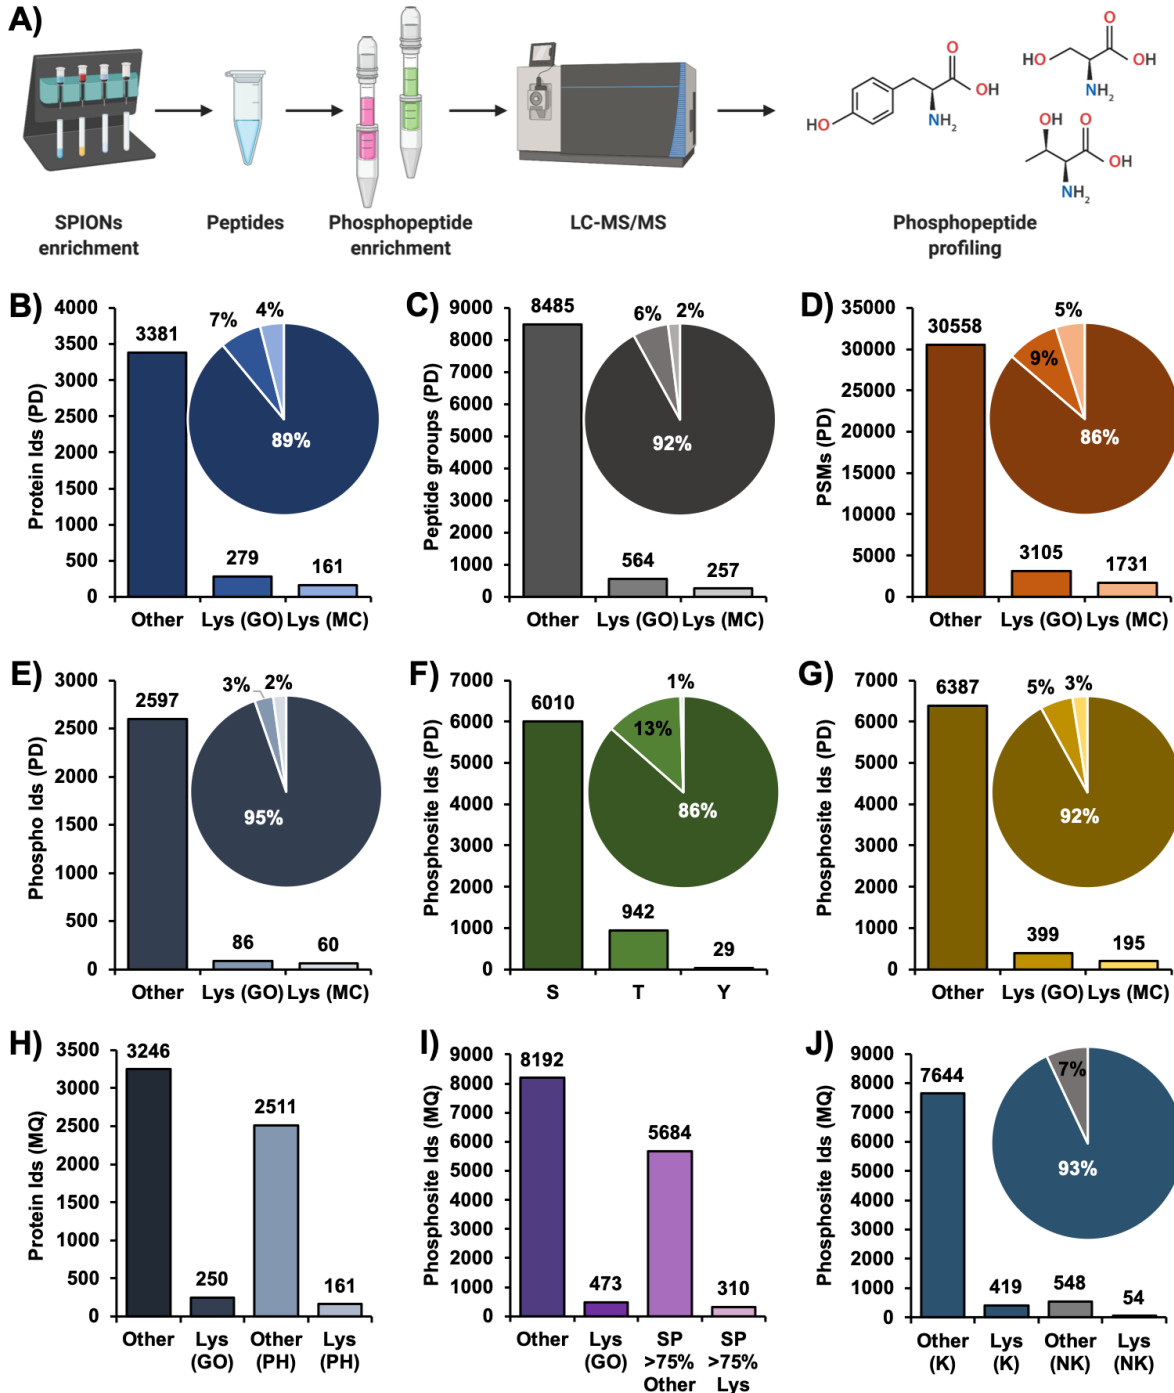 A)
HO
O
OH
NH2
HO
O
OH
NH2
OH
O
OH
NH2
SPIONs
enrichment
Peptides
Phosphopeptide
enrichment
LC-MS/MS
Phosphopeptide
profiling
B)
Protein Ids (PD)
4000
3500
3000
2500
2000
1500
1000
500
0
3381
279
161
7%
4%
89%
Other
Lys (GO)
Lys (MC)
C)
Peptide groups (PD)
9000
8000
7000
6000
5000
4000
3000
2000
1000
0
8485
564
257
6%
2%
92%
Other
Lys (GO)
Lys (MC)
D)
PSMs (PD)
35000
30000
25000
20000
15000
10000
5000
0
30558
3105
1731
9%
5%
86%
Other
Lys (GO)
Lys (MC)
E)
Phospho Ids (PD)
3000
2500
2000
1500
1000
500
0
2597
86
60
3%
2%
95%
Other
Lys (GO)
Lys (MC)
F)
Phosphosite Ids (PD)
7000
6000
5000
4000
3000
2000
1000
0
6010
942
29
13%
1%
86%
S
T
Y
G)
Phosphosite Ids (PD)
7000
6000
5000
4000
3000
2000
1000
0
6387
399
195
5%
3%
92%
Other
Lys (GO)
Lys (MC)
H)
Protein Ids (MQ)
3500
3000
2500
2000
1500
1000
500
0
3246
250
2511
161
Other
Lys
(GO)
Other
(PH)
Lys
(PH)
I)
Phosphosite Ids (MQ)
9000
8000
7000
6000
5000
4000
3000
2000
1000
0
8192
473
5684
310
Other
Lys
(GO)
SP
>75%
Other
SP
>75%
Lys
J)
Phosphosite Ids (MQ)
9000
8000
7000
6000
5000
4000
3000
2000
1000
0
7644
419
548
54
7%
93%
Other
(K)
Lys
(K)
Other
(NK)
Lys
(NK)